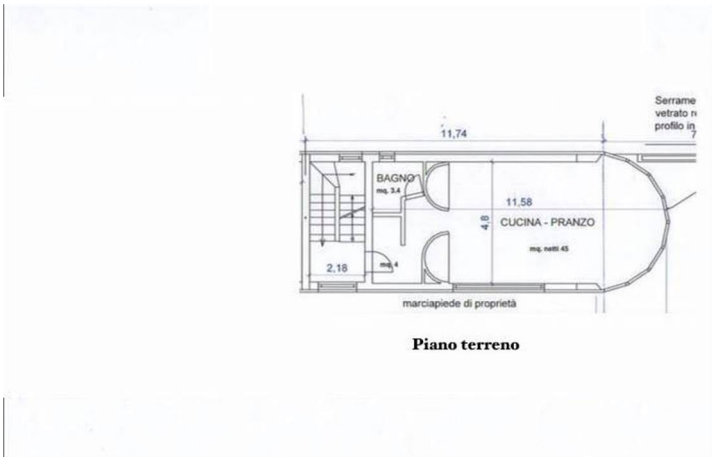 Serrame
vetrato r
profilo in
11,74
7
BAGNO
mq. 3.4
11,58
4,8
CUCINA - PRANZO
mq. netti 45
2,18
mq. 4
marciapiede di proprietà
Piano terreno